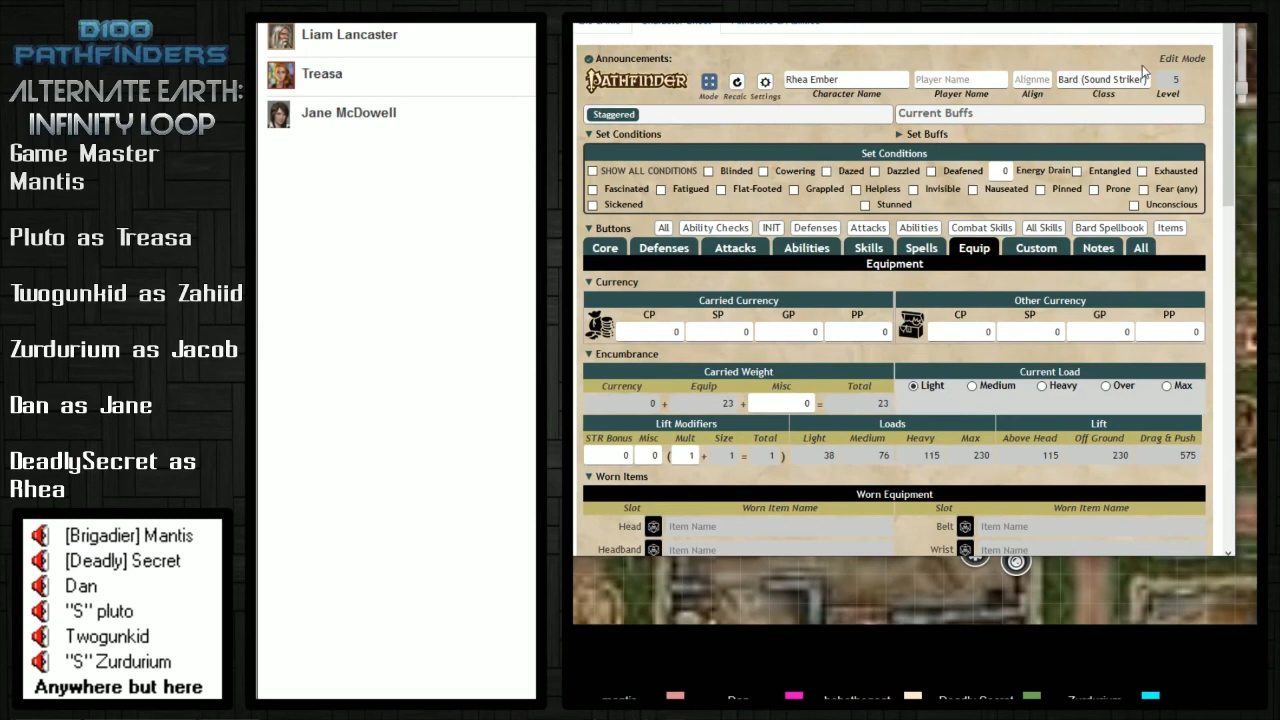 D100
PATHFINDERS
ALTERNATE EARTH:
INFINITY LOOP
Game Master
Mantis
Pluto as Treasa
Twogunkid as Zahiid
Zurdurium as Jacob
Dan as Jane
DeadlySecret as
Rhea
[Brigadier] Mantis
[Deadly] Secret
Dan
"S" pluto
Twogunkid
"S" Zurdurium
Anywhere but here
Liam Lancaster
Treasa
Jane McDowell
Announcements:
Edit Mode
PATHFINDER
Mode Recalc Settings
Rhea Ember
Player Name
Alignme
Bard (Sound Striker)
5
Character Name
Player Name
Align
Class
Level
Staggered
Current Buffs
Set Conditions
Set Buffs
Set Conditions
SHOW ALL CONDITIONS Blinded Cowering Dazed Dazzled Deafened 0 Energy Drain Entangled Exhausted
Fascinated Fatigued Flat-Footed Grappled Helpless Invisible Nauseated Pinned Prone Fear (any)
Sickened Stunned Unconscious
Buttons All Ability Checks INIT Defenses Attacks Abilities Combat Skills All Skills Bard Spellbook Items
Core Defenses Attacks Abilities Skills Spells Equip Custom Notes All
Equipment
Currency
Carried Currency Other Currency
CP SP GP PP CP SP GP PP
0 0 0 0 0 0 0 0
Encumbrance
Carried Weight Current Load
Currency Equip Misc Total Light Medium Heavy Over Max
0 + 23 + 0 = 23
Lift Modifiers Loads Lift
STR Bonus Misc Mult Size Total Light Medium Heavy Max Above Head Off Ground Drag & Push
0 0 ( 1 + 1 = 1 ) 38 76 115 230 115 230 575
Worn Items
Worn Equipment
Slot Worn Item Name Slot Worn Item Name
Head Item Name Belt Item Name
Headband Item Name Wrist Item Name
mantis Dan Deadly Secret Zurdurium